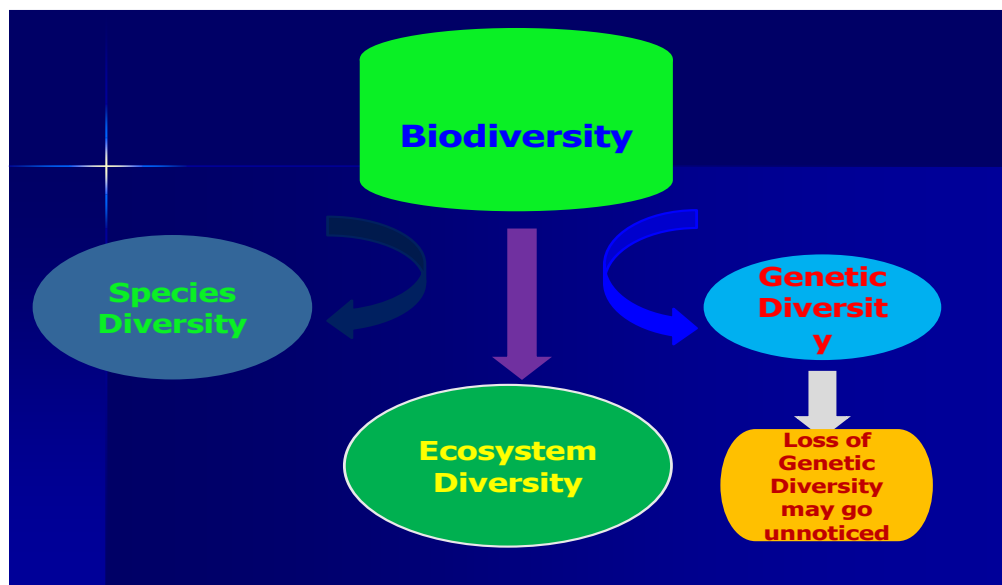 Biodiversity
Species
Diversity
Genetic
Diversit
y
Ecosystem
Diversity
Loss of
Genetic
Diversity
may go
unnoticed